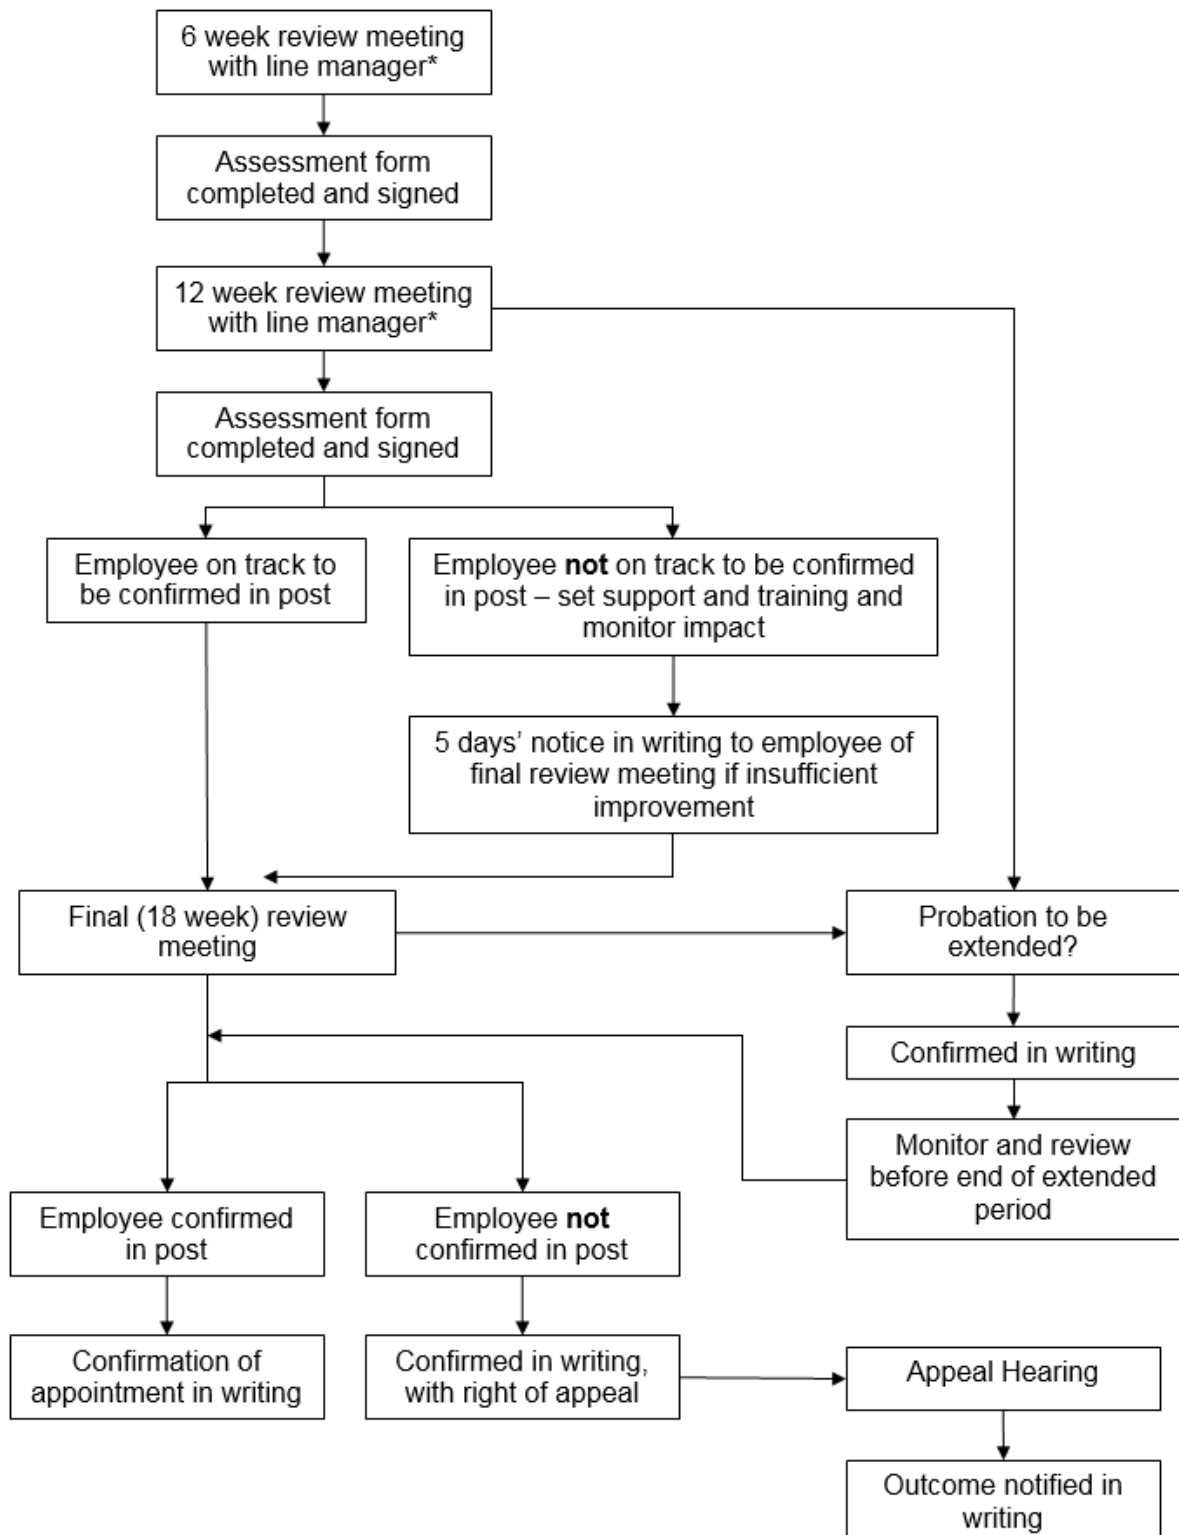 6 week review meeting
with line manager*
Assessment form
completed and signed
12 week review meeting
with line manager*
Assessment form
completed and signed
Employee on track to
be confirmed in post
Employee not on track to be confirmed
in post – set support and training and
monitor impact
5 days’ notice in writing to employee of
final review meeting if insufficient
improvement
Final (18 week) review
meeting
Probation to be
extended?
Confirmed in writing
Monitor and review
before end of extended
period
Employee confirmed
in post
Employee not
confirmed in post
Confirmation of
appointment in writing
Confirmed in writing,
with right of appeal
Appeal Hearing
Outcome notified in
writing